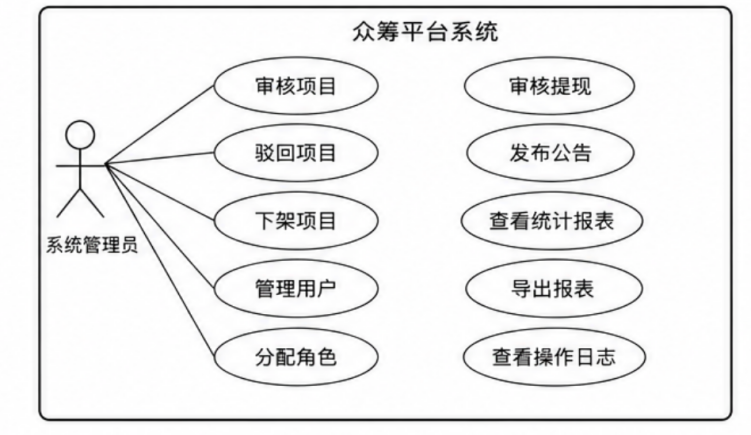 众筹平台系统
审核项目
审核提现
驳回项目
发布公告
下架项目
查看统计报表
系统管理员
管理用户
导出报表
分配角色
查看操作日志